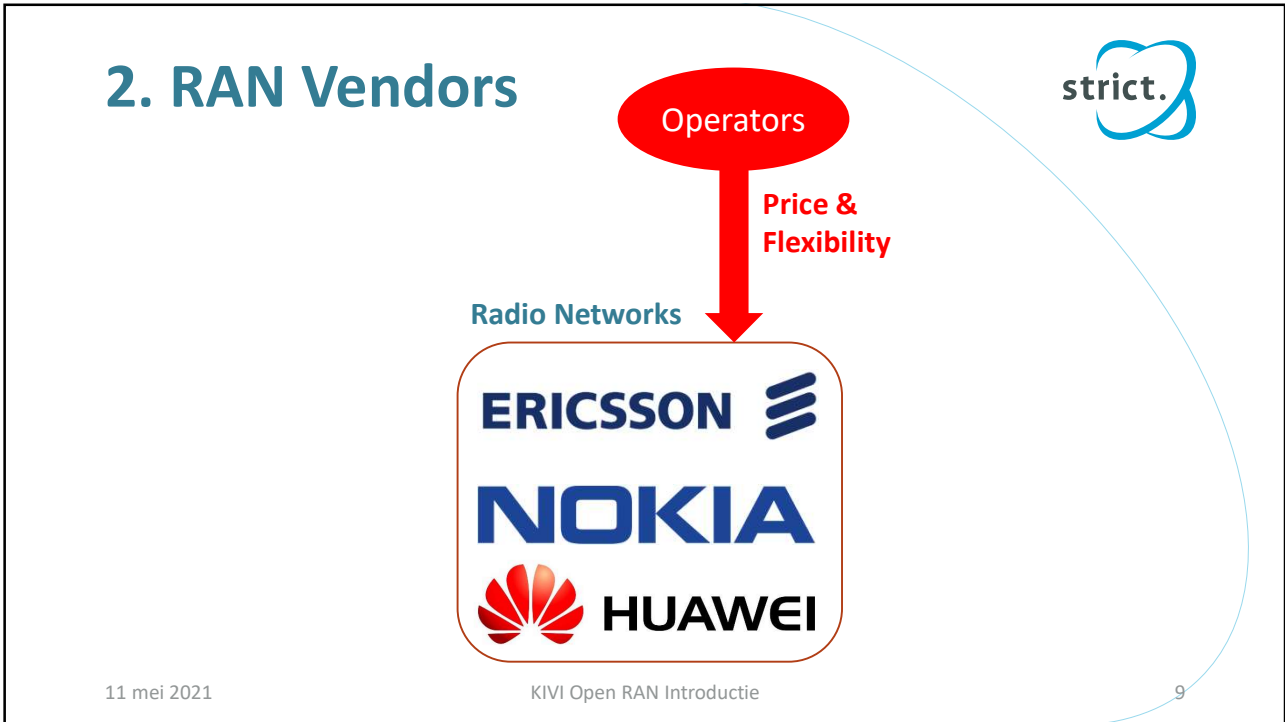 2. RAN Vendors
strict.
Operators
Price &
Flexibility
Radio Networks
ERICSSON
NOKIA
HUAWEI
11 mei 2021
KIVI Open RAN Introductie
9